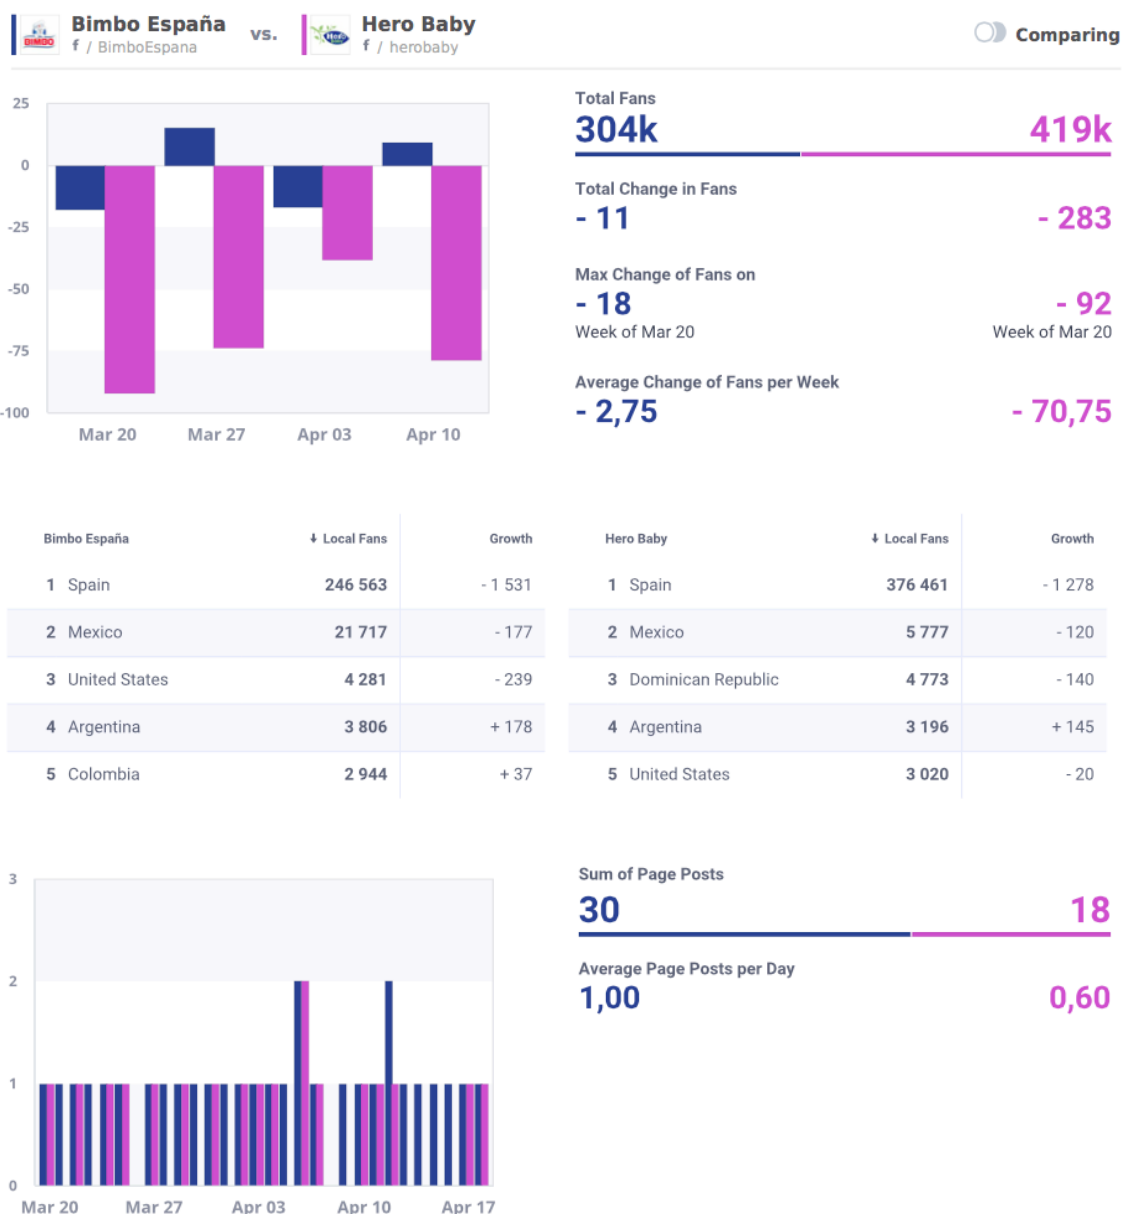 Bimbo España
f / BimboEspana
vs.
Hero Baby
f / herobaby
Comparing
BIMBO
Hero
25
0
-25
-50
-75
-100
Mar 20 Mar 27 Apr 03 Apr 10
Total Fans
304k 419k
Total Change in Fans
- 11 - 283
Max Change of Fans on
- 18 - 92
Week of Mar 20 Week of Mar 20
Average Change of Fans per Week
- 2,75 - 70,75
Bimbo España ↓ Local Fans Growth
1 Spain 246 563 - 1 531
2 Mexico 21 717 - 177
3 United States 4 281 - 239
4 Argentina 3 806 + 178
5 Colombia 2 944 + 37
Hero Baby ↓ Local Fans Growth
1 Spain 376 461 - 1 278
2 Mexico 5 777 - 120
3 Dominican Republic 4 773 - 140
4 Argentina 3 196 + 145
5 United States 3 020 - 20
3
2
1
0
Mar 20 Mar 27 Apr 03 Apr 10 Apr 17
Sum of Page Posts
30 18
Average Page Posts per Day
1,00 0,60